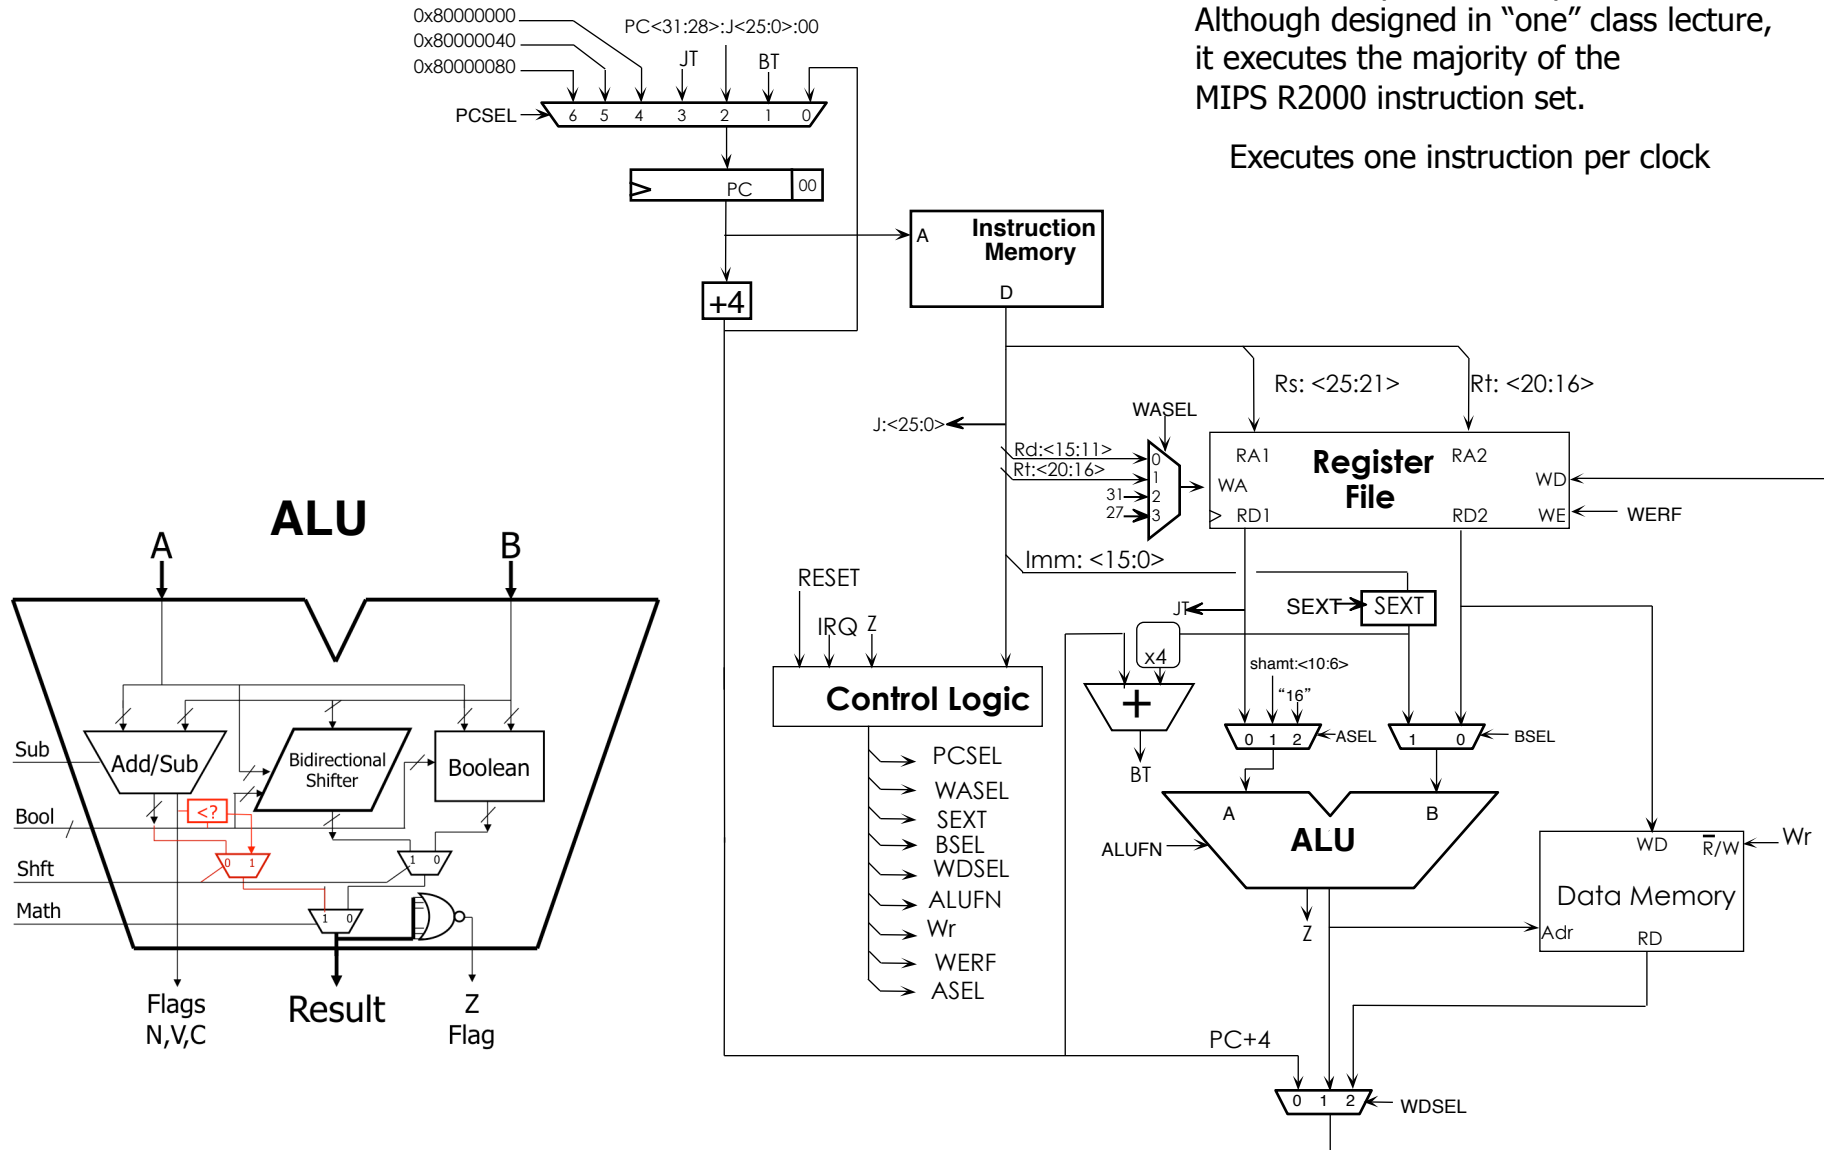 Although designed in “one” class lecture,
it executes the majority of the
MIPS R2000 instruction set.
Executes one instruction per clock
0x80000000
0x80000040
0x80000080
PC<31:28>:J<25:0>:00
JT
BT
PCSEL
6 5 4 3 2 1 0
PC
00
+4
A
Instruction
Memory
D
Rs: <25:21>
Rt: <20:16>
J:<25:0>
WASEL
Rd:<15:11>
Rt:<20:16>
31
27
0
1
2
3
RA1
Register
File
RA2
WA
WD
RD1
RD2
WE
WERF
Imm: <15:0>
RESET
IRQ
Z
JT
SEXT
SEXT
x4
shamt:<10:6>
“16”
Control Logic
+
BT
0 1 2
ASEL
1 0
BSEL
PCSEL
WASEL
SEXT
BSEL
WDSEL
ALUFN
Wr
WERF
ASEL
A
B
ALU
ALUFN
Z
WD
R/W
Wr
Data Memory
Adr
RD
PC+4
0 1 2
WDSEL
ALU
A
B
Sub
Add/Sub
Bidirectional
Shifter
Boolean
Bool
<?
0 1
1 0
Shft
Math
1 0
Flags
N,V,C
Result
Z
Flag